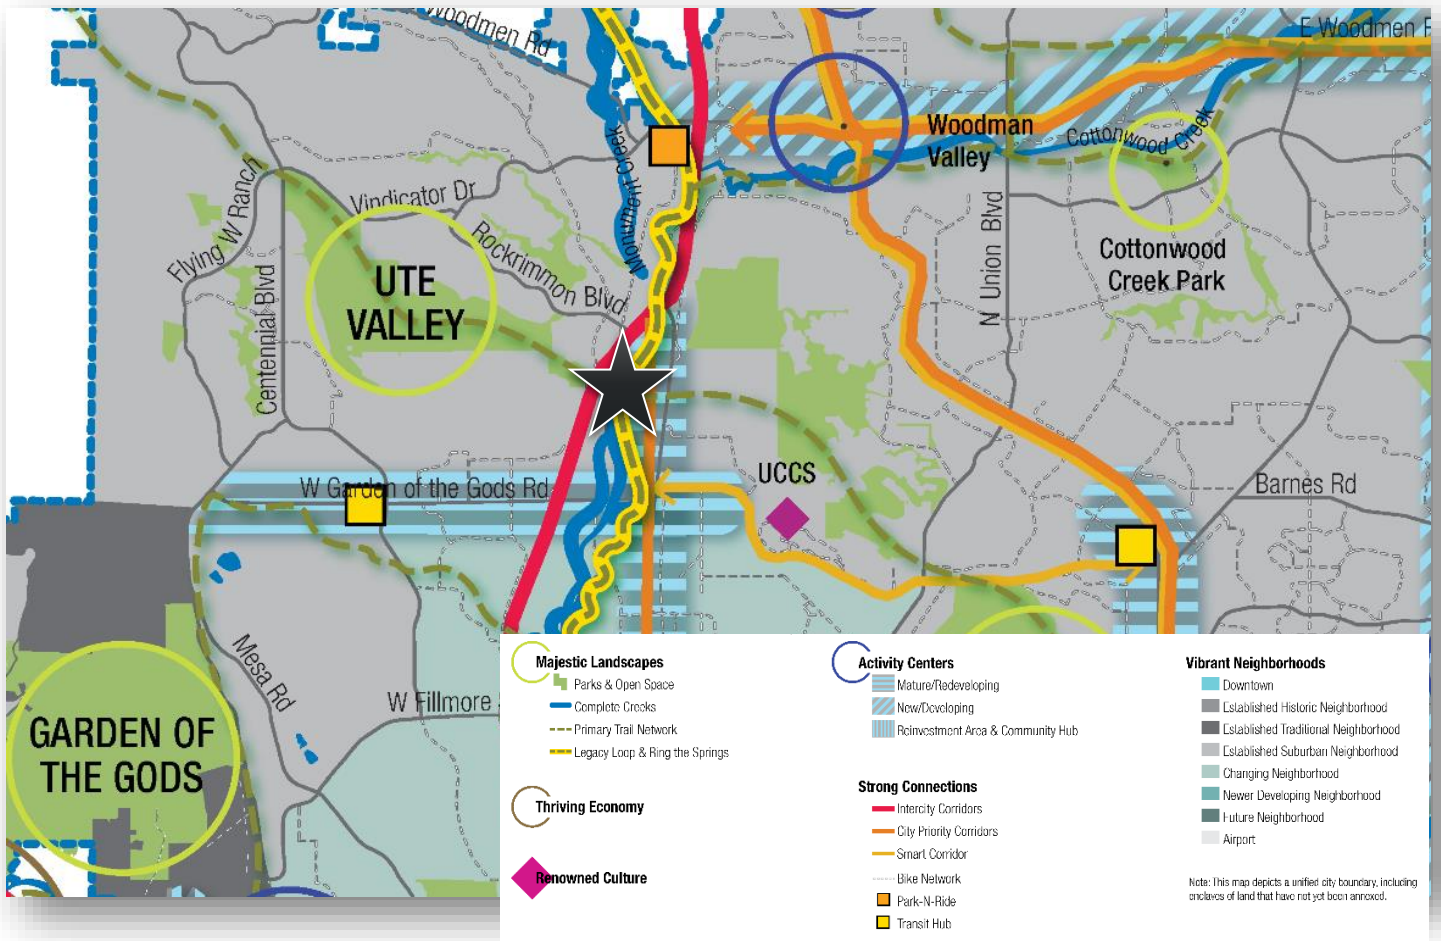 Woodmen Rd
E Woodmen R
Monument Creek
Woodman
Valley
Cottonwood Creek
Flying W Ranch
Vindicator Dr
Rockrimmon Blvd
N Union Blvd
Cottonwood
Creek Park
UTE
VALLEY
Centennial Blvd
UCCS
W Garden of the Gods Rd
Barnes Rd
Mesa Rd
W Fillmore
GARDEN OF
THE GODS
Majestic Landscapes
Parks & Open Space
Complete Creeks
Primary Trail Network
Legacy Loop & Ring the Springs
Thriving Economy
Renowned Culture
Activity Centers
Mature/Redeveloping
New/Developing
Reinvestment Area & Community Hub
Strong Connections
Intercity Corridors
City Priority Corridors
Smart Corridor
Bike Network
Park-N-Ride
Transit Hub
Vibrant Neighborhoods
Downtown
Established Historic Neighborhood
Established Traditional Neighborhood
Established Suburban Neighborhood
Changing Neighborhood
Newer Developing Neighborhood
Future Neighborhood
Airport
Note: This map depicts a unified city boundary, including
enclaves of land that have not yet been annexed.